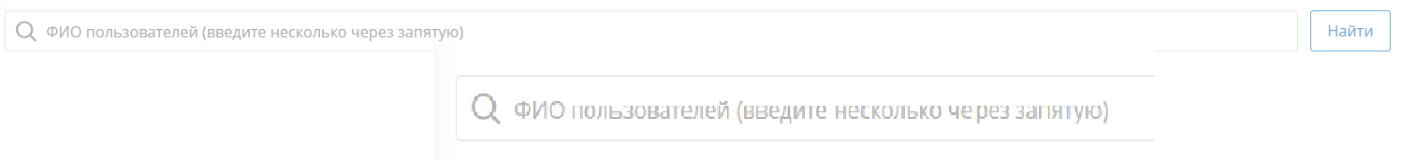 ФИО пользователей (введите несколько через запятую)
Найти
ФИО пользователей (введите несколько через запятую)